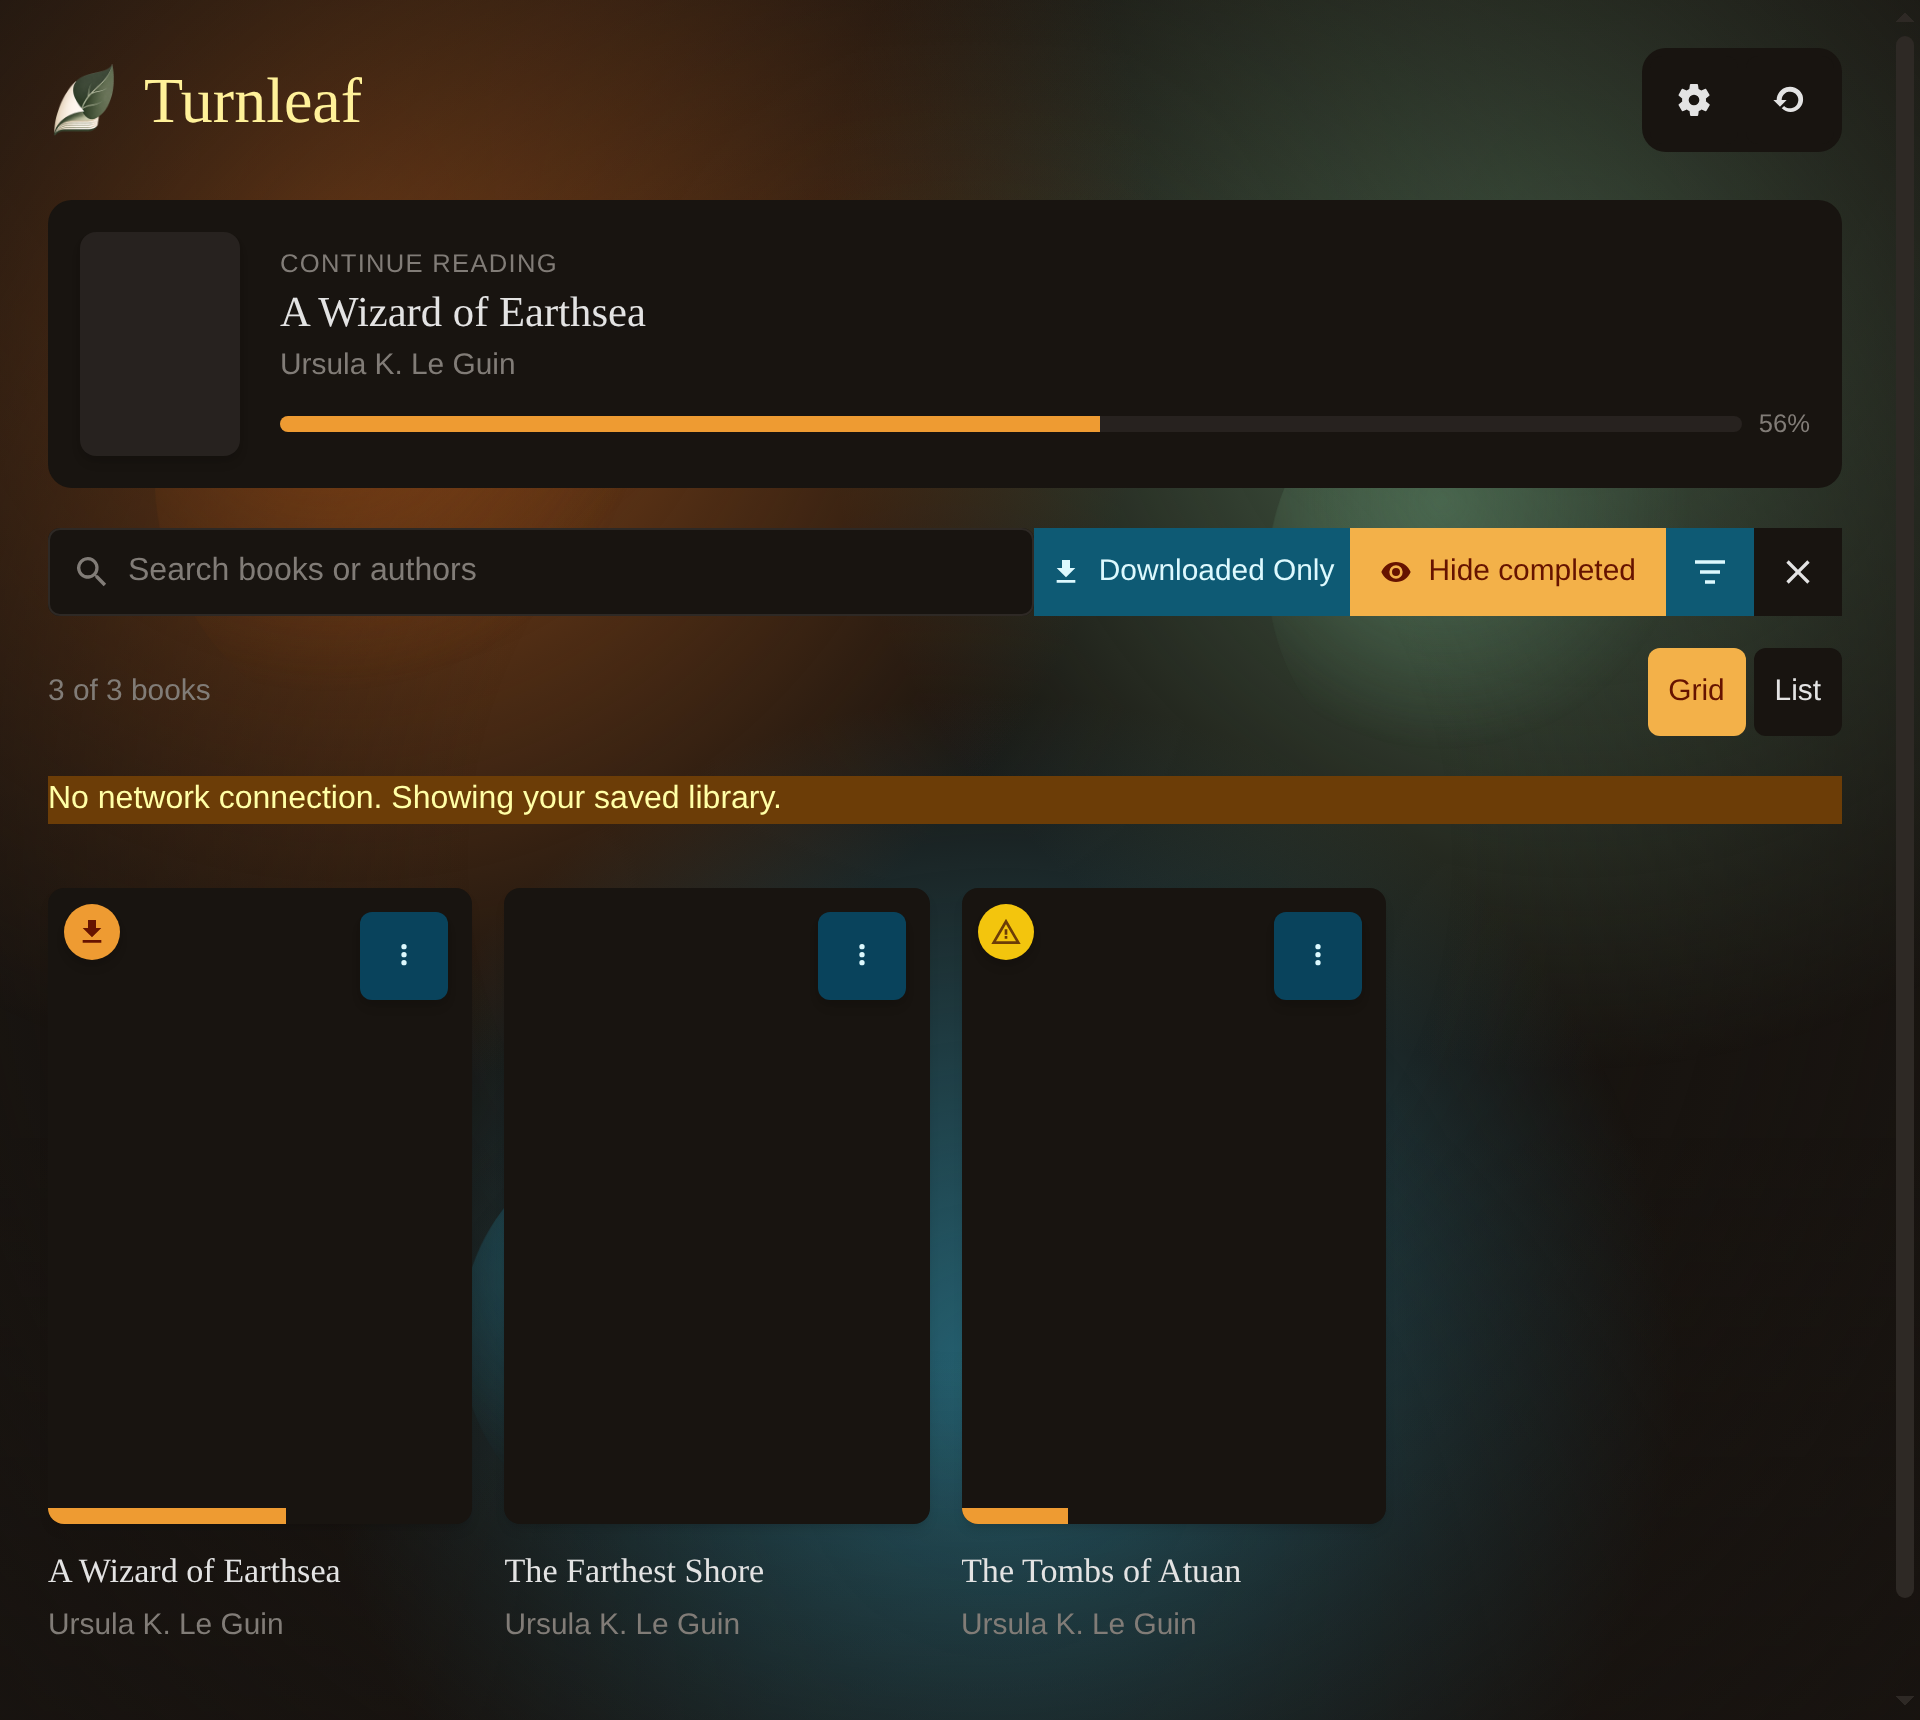 Turnleaf
CONTINUE READING
A Wizard of Earthsea
Ursula K. Le Guin
56%
Search books or authors
Downloaded Only
Hide completed
3 of 3 books
Grid
List
No network connection. Showing your saved library.
A Wizard of Earthsea
Ursula K. Le Guin
The Farthest Shore
Ursula K. Le Guin
The Tombs of Atuan
Ursula K. Le Guin